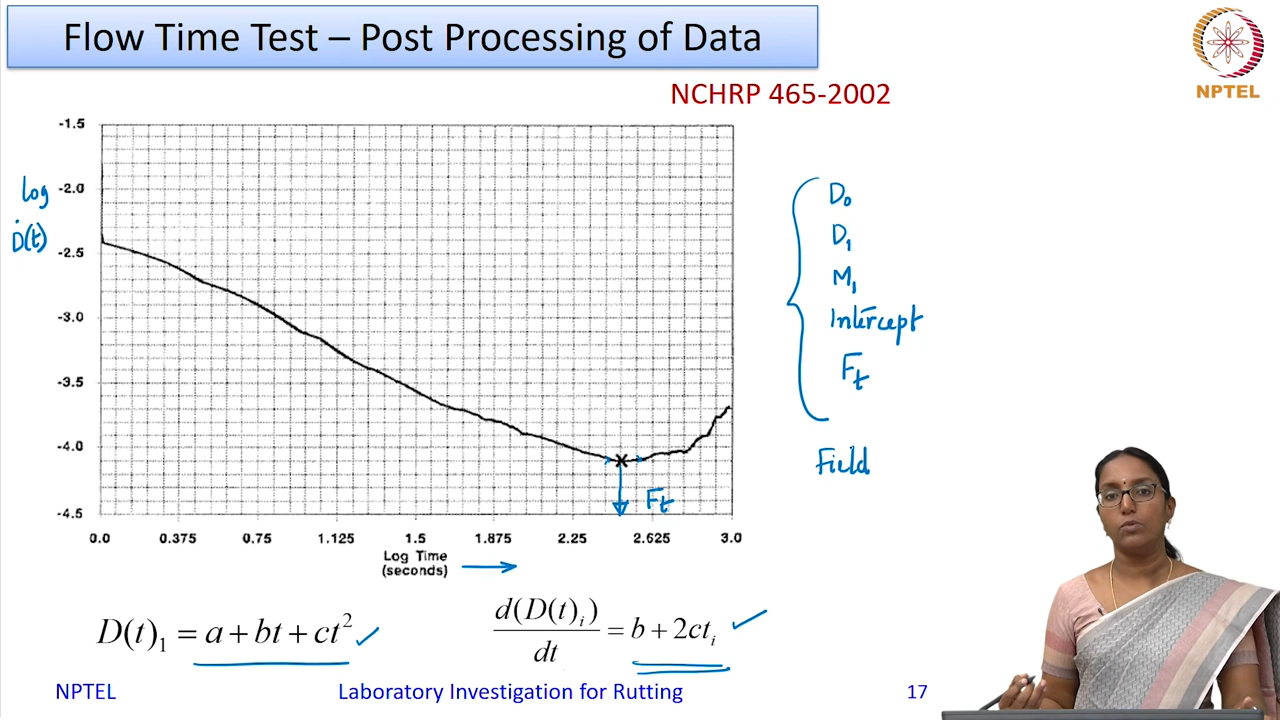 Flow Time Test – Post Processing of Data
NPTEL
NCHRP 465-2002
-1.5
-2.0
-2.5
-3.0
-3.5
-4.0
-4.5
log
Ḋ(t)
0.0 0.375 0.75 1.125 1.5 1.875 2.25 2.625 3.0
Log Time
(seconds)
Fₜ
D₀
D₁
M₁
Intercept
Fₜ
Field
D(t)₁ = a + bt + ct²
d(D(t)ᵢ)/dt = b + 2ctᵢ
NPTEL Laboratory Investigation for Rutting 17